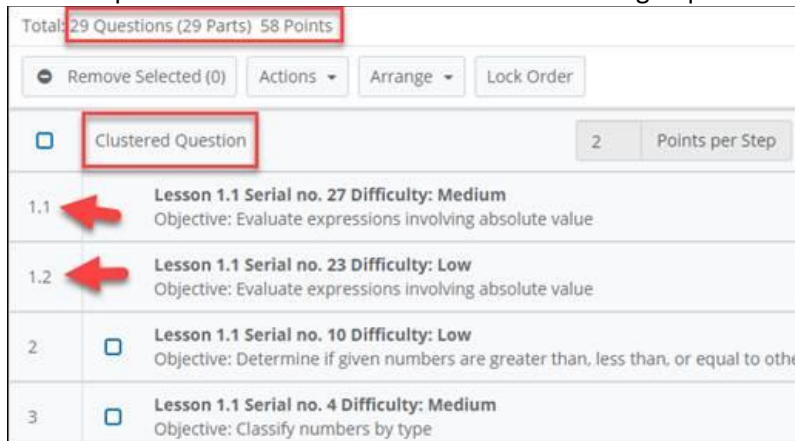 Total: 29 Questions (29 Parts) 58 Points
Remove Selected (0) Actions Arrange Lock Order
Clustered Question 2 Points per Step
1.1 Lesson 1.1 Serial no. 27 Difficulty: Medium
Objective: Evaluate expressions involving absolute value
1.2 Lesson 1.1 Serial no. 23 Difficulty: Low
Objective: Evaluate expressions involving absolute value
2 Lesson 1.1 Serial no. 10 Difficulty: Low
Objective: Determine if given numbers are greater than, less than, or equal to othe
3 Lesson 1.1 Serial no. 4 Difficulty: Medium
Objective: Classify numbers by type